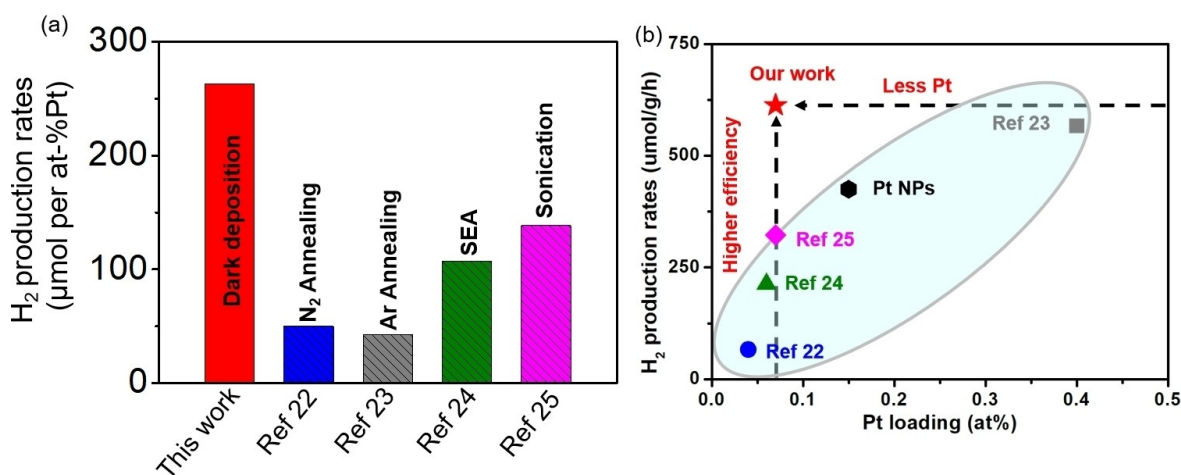 (a)
H₂ production rates
(μmol per at-%Pt)
300
200
100
0
Dark deposition
N₂ Annealing
Ar Annealing
SEA
Sonication
This work
Ref 22
Ref 23
Ref 24
Ref 25
(b)
H₂ production rates (umol/g/h)
750
500
250
0
Our work
Less Pt
Higher efficiency
Ref 23
Pt NPs
Ref 25
Ref 24
Ref 22
0.0
0.1
0.2
0.3
0.4
0.5
Pt loading (at%)